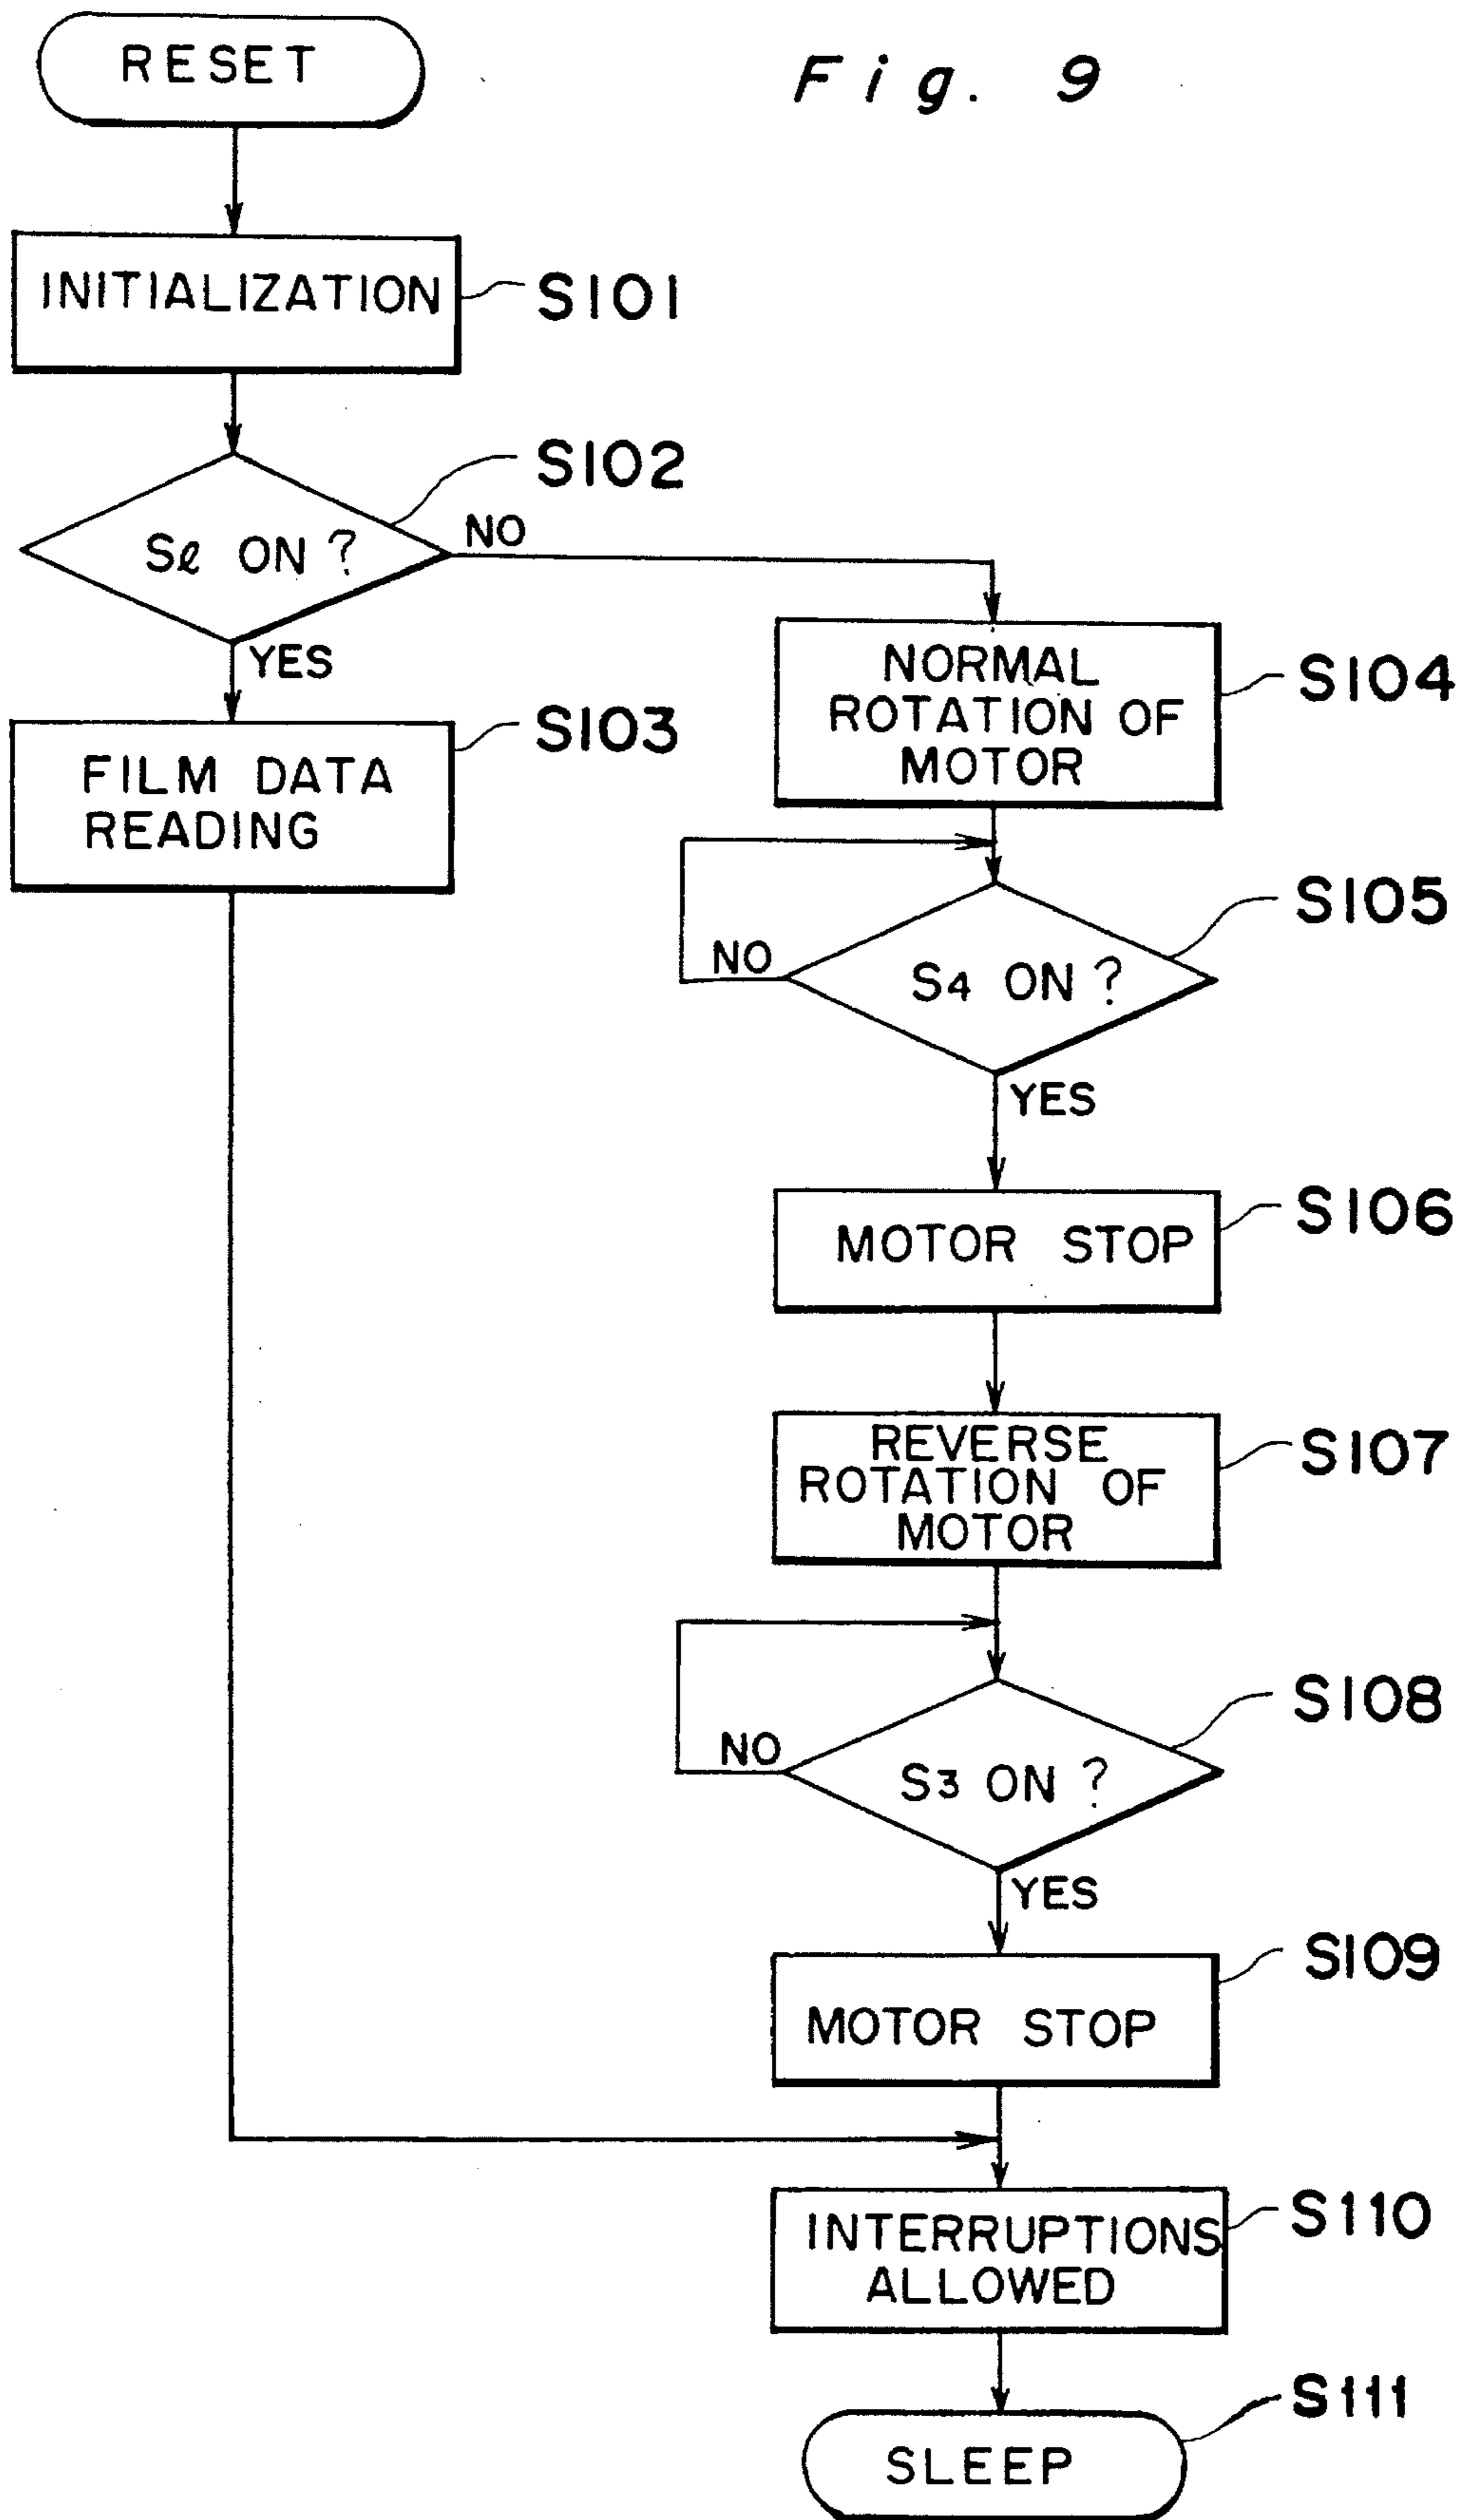 RESET
Fig. 9
INITIALIZATION
S101
S102
Sℓ ON ?
NO
YES
S103
FILM DATA
READING
NORMAL
ROTATION OF
MOTOR
S104
S105
NO
S4 ON ?
YES
S106
MOTOR STOP
S107
REVERSE
ROTATION OF
MOTOR
S108
NO
S3 ON ?
YES
S109
MOTOR STOP
S110
INTERRUPTIONS
ALLOWED
S111
SLEEP